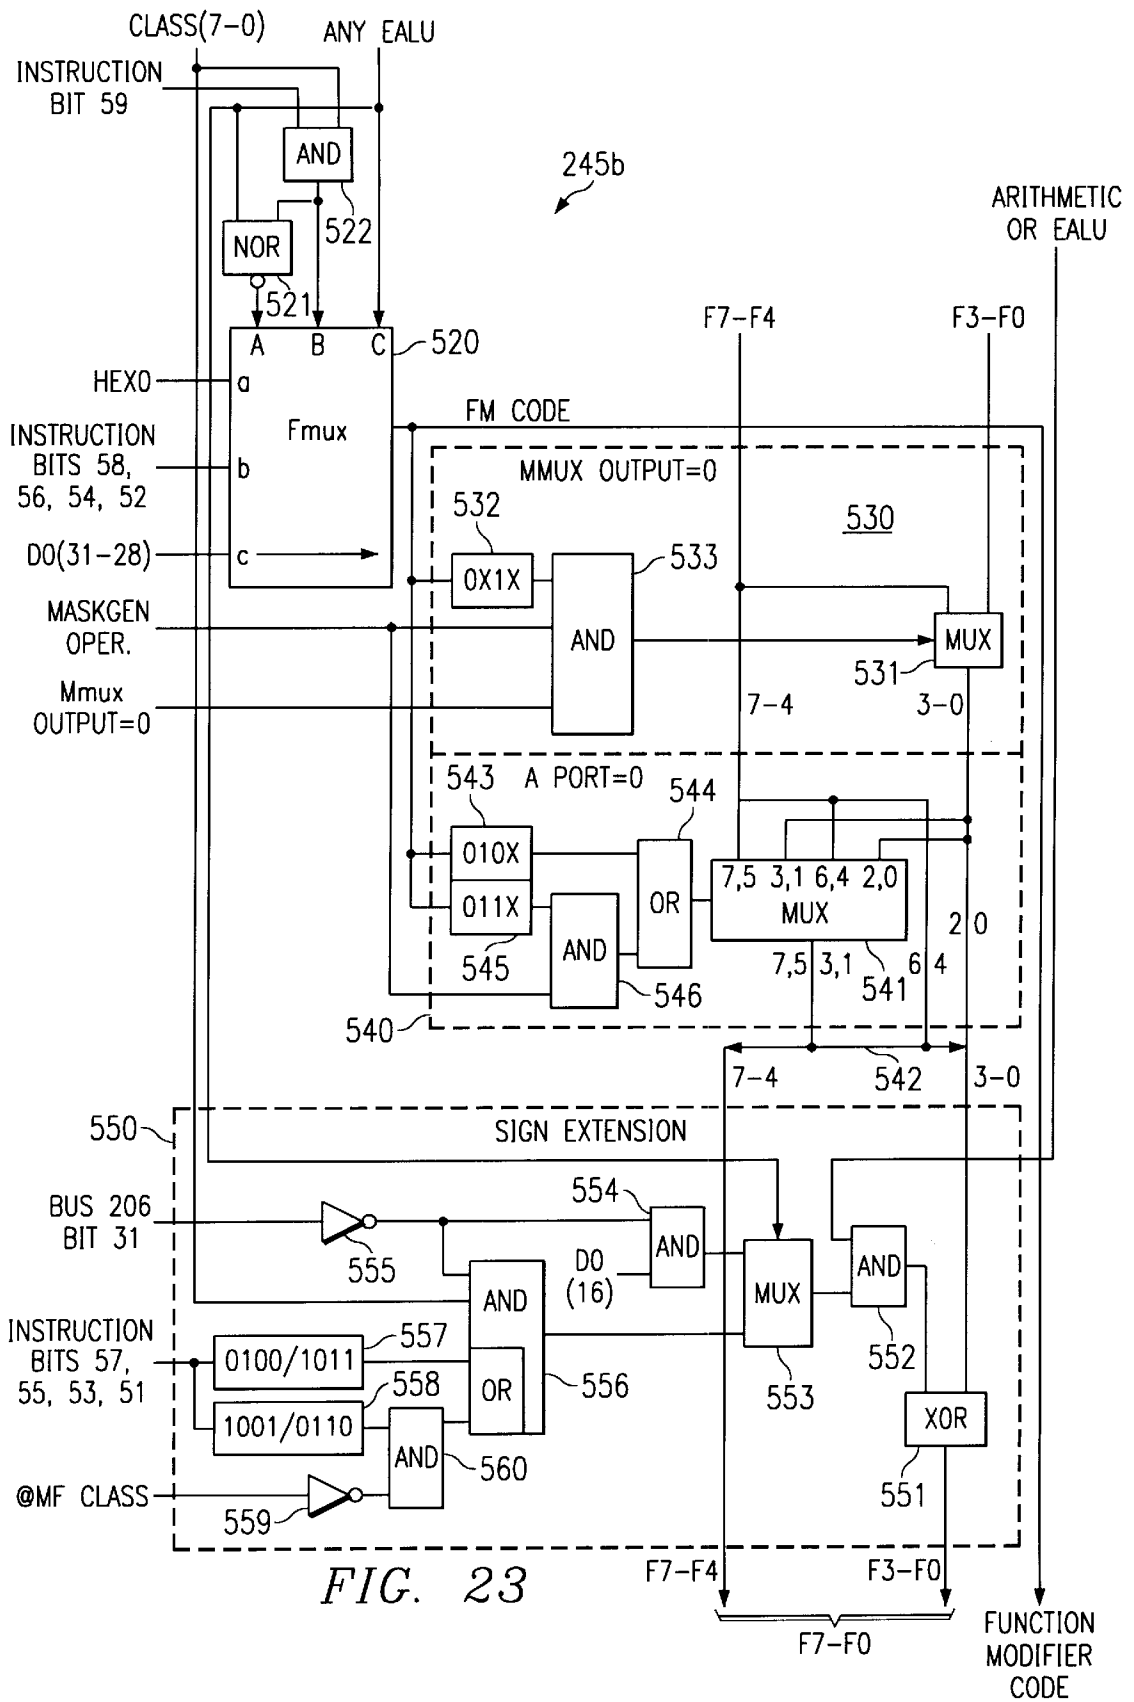 CLASS(7-0)
ANY EALU
INSTRUCTION
BIT 59
AND
522
245b
ARITHMETIC
OR EALU
NOR
521
F7-F4
F3-F0
A B C
520
HEX0
a
FM CODE
INSTRUCTION
BITS 58,
56, 54, 52
b
Fmux
MMUX OUTPUT=0
530
532
533
D0(31-28)
c
0X1X
MASKGEN
OPER.
AND
MUX
531
Mmux
OUTPUT=0
7-4
3-0
543
A PORT=0
544
010X
7,5 3,1 6,4 2,0
011X
OR
MUX
2 0
545
AND
7,5 3,1
6 4
541
546
540
542
7-4
3-0
550
SIGN EXTENSION
BUS 206
BIT 31
554
555
AND
D0
(16)
AND
MUX
AND
552
INSTRUCTION
BITS 57,
55, 53, 51
557
0100/1011
556
553
558
OR
1001/0110
AND
560
XOR
551
@MF CLASS
559
FIG. 23
F7-F4
F3-F0
F7-F0
FUNCTION
MODIFIER
CODE